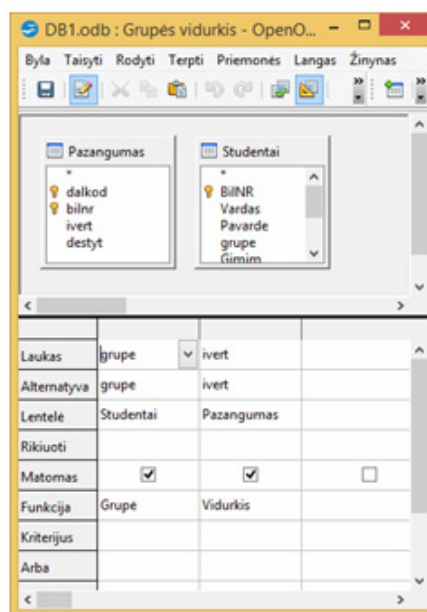 DB1.odb : Grupės vidurkis - OpenO...
Byla Taisyti Rodyti Terpti Priemonės Langas Žinynas
Pazangumas
*
dalkod
bilnr
ivert
destyt
Studentai
*
BilNR
Vardas
Pavarde
grupe
Gimim
Laukas grupe ivert
Alternatyva grupe ivert
Lentelė Studentai Pazangumas
Rikiuoti
Matomas
Funkcija Grupė Vidurkis
Kriterijus
Arba